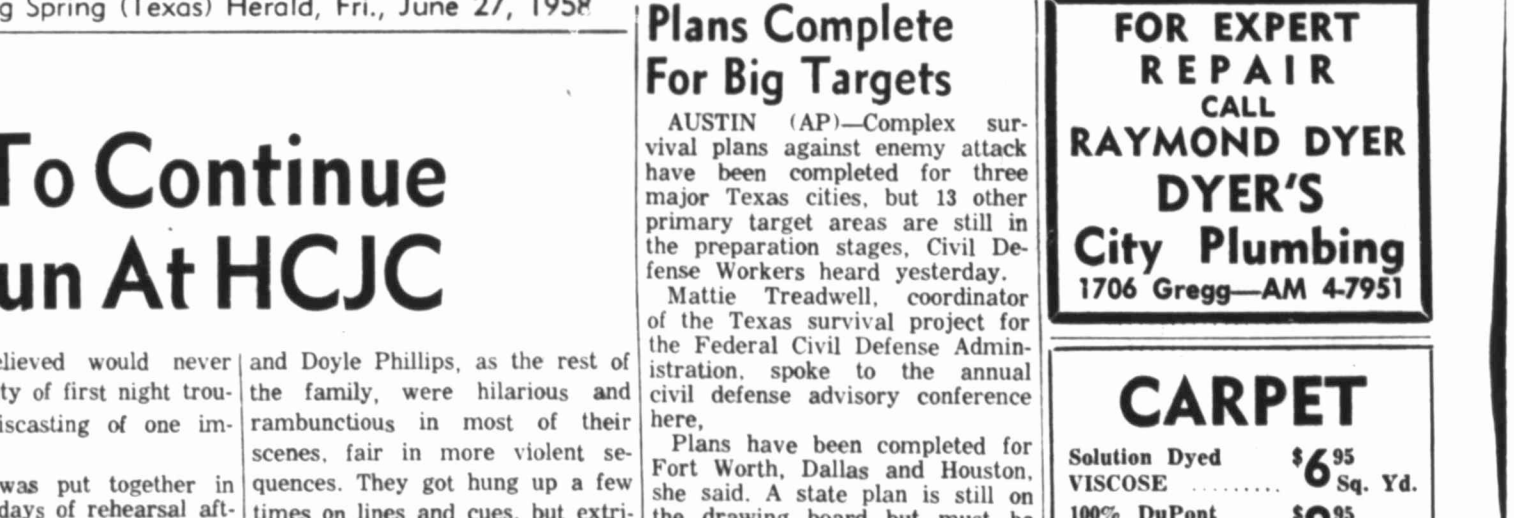 g Spring (Texas) Herald, Fri., June 27, 1958
To Continue
un At HCJC
elieved would never
ty of first night trou-
iscasting of one im-
was put together in
days of rehearsal aft-
and Doyle Phillips, as the rest of
the family, were hilarious and
rambunctious in most of their
scenes, fair in more violent se-
quences. They got hung up a few
times on lines and cues, but extri-
Plans Complete
For Big Targets
AUSTIN (AP)—Complex sur-
vival plans against enemy attack
have been completed for three
major Texas cities, but 13 other
primary target areas are still in
the preparation stages, Civil De-
fense Workers heard yesterday.
Mattie Treadwell, coordinator
of the Texas survival project for
the Federal Civil Defense Admin-
istration, spoke to the annual
civil defense advisory conference
here,
Plans have been completed for
Fort Worth, Dallas and Houston,
she said. A state plan is still on
the drawing board but must be
FOR EXPERT
REPAIR
CALL
RAYMOND DYER
DYER'S
City Plumbing
1706 Gregg—AM 4-7951
CARPET
Solution Dyed
VISCOSE ......... $6.95 Sq. Yd.
100% DuPont